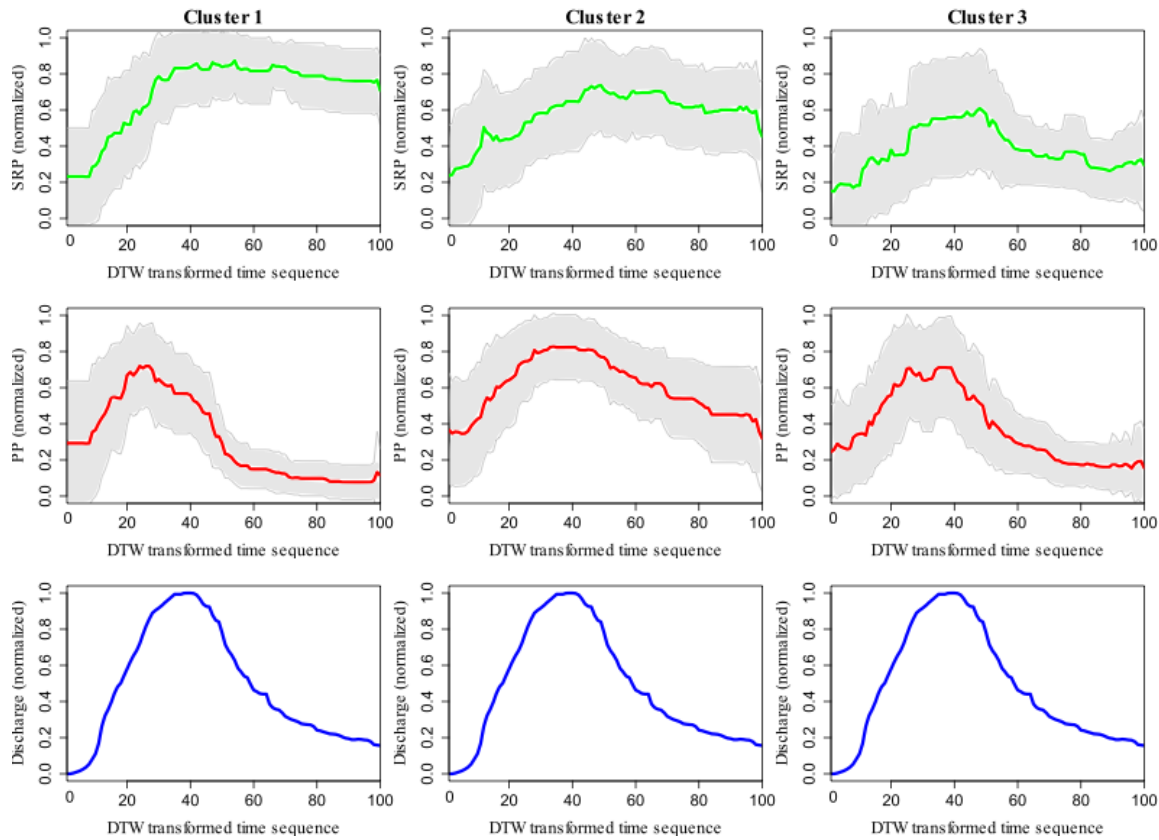 Cluster 1 Cluster 2 Cluster 3
SRP (normalized) 0.0 0.2 0.4 0.6 0.8 1.0
0 20 40 60 80 100
DTW transformed time sequence
SRP (normalized) 0.0 0.2 0.4 0.6 0.8 1.0
0 20 40 60 80 100
DTW transformed time sequence
SRP (normalized) 0.0 0.2 0.4 0.6 0.8 1.0
0 20 40 60 80 100
DTW transformed time sequence
PP (normalized) 0.0 0.2 0.4 0.6 0.8 1.0
0 20 40 60 80 100
DTW transformed time sequence
PP (normalized) 0.0 0.2 0.4 0.6 0.8 1.0
0 20 40 60 80 100
DTW transformed time sequence
PP (normalized) 0.0 0.2 0.4 0.6 0.8 1.0
0 20 40 60 80 100
DTW transformed time sequence
Discharge (normalized) 0.0 0.2 0.4 0.6 0.8 1.0
0 20 40 60 80 100
DTW transformed time sequence
Discharge (normalized) 0.0 0.2 0.4 0.6 0.8 1.0
0 20 40 60 80 100
DTW transformed time sequence
Discharge (normalized) 0.0 0.2 0.4 0.6 0.8 1.0
0 20 40 60 80 100
DTW transformed time sequence